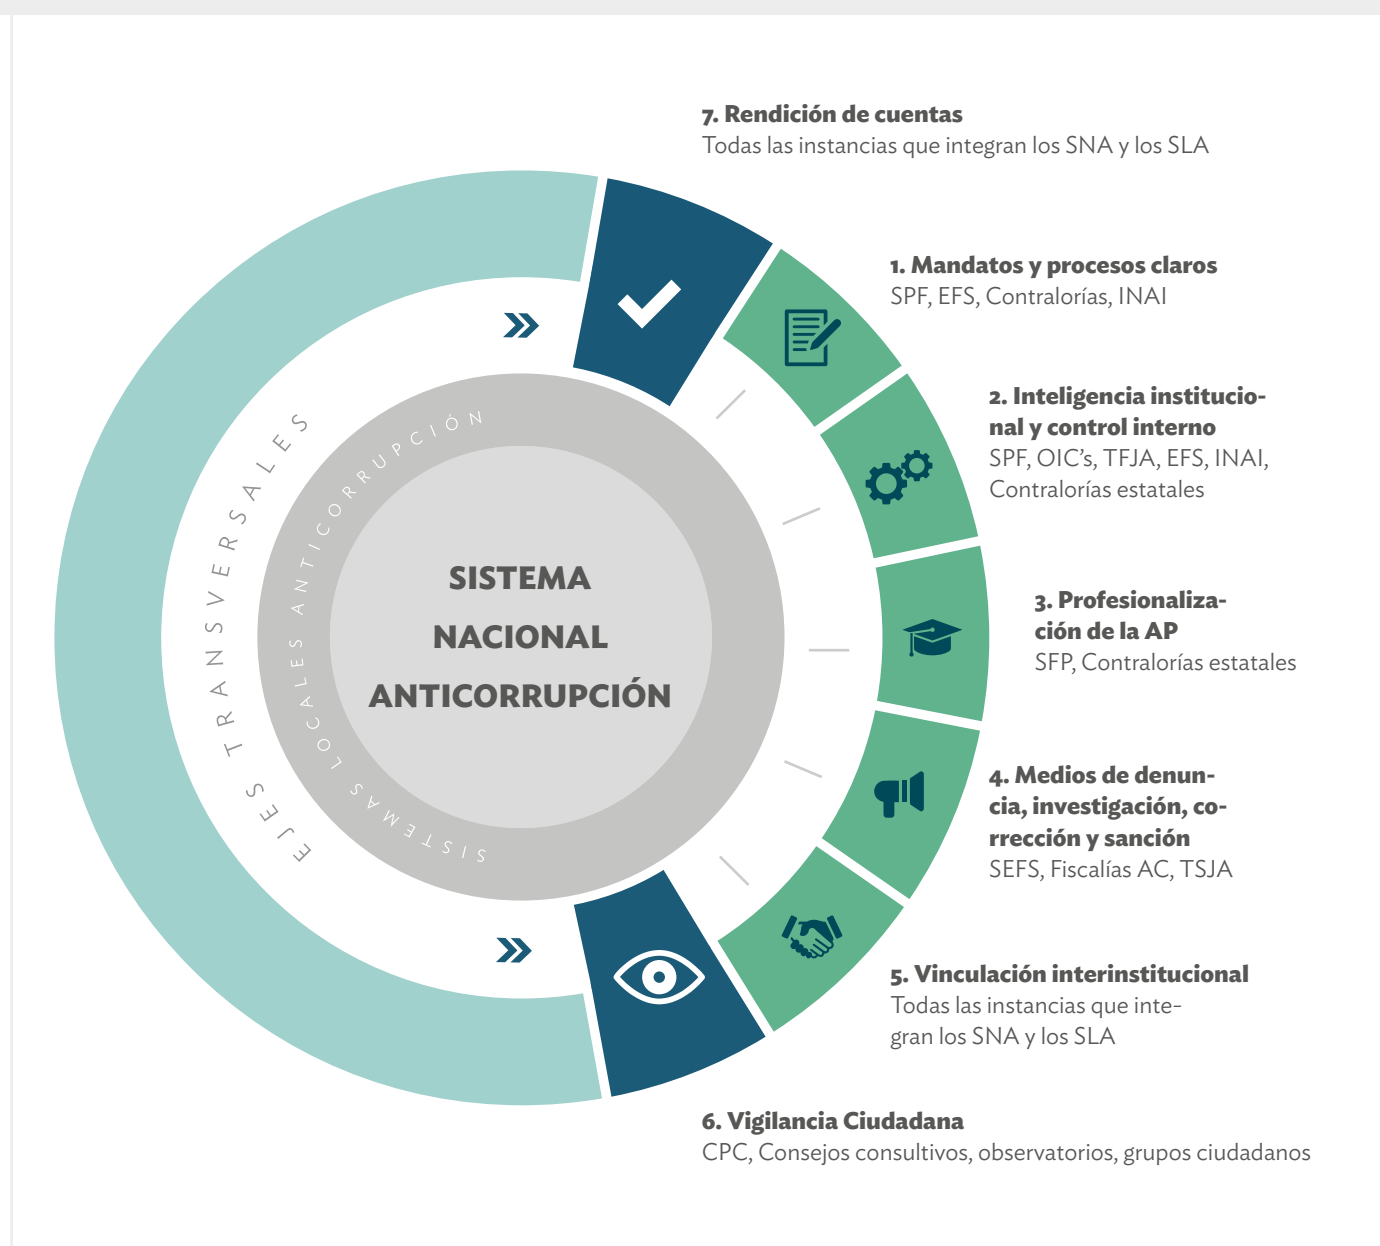 7. Rendición de cuentas
Todas las instancias que integran los SNA y los SLA
1. Mandatos y procesos claros
SPF, EFS, Contralorías, INAI
2. Inteligencia institucio-
nal y control interno
SPF, OIC's, TFJA, EFS, INAI,
Contralorías estatales
3. Profesionaliza-
ción de la AP
SFP, Contralorías estatales
4. Medios de denun-
cia, investigación, co-
rrección y sanción
SEFS, Fiscalías AC, TSJA
5. Vinculación interinstitucional
Todas las instancias que inte-
gran los SNA y los SLA
6. Vigilancia Ciudadana
CPC, Consejos consultivos, observatorios, grupos ciudadanos
EJES TRANSVERSALES
SISTEMAS LOCALES ANTICORRUPCIÓN
SISTEMA
NACIONAL
ANTICORRUPCIÓN